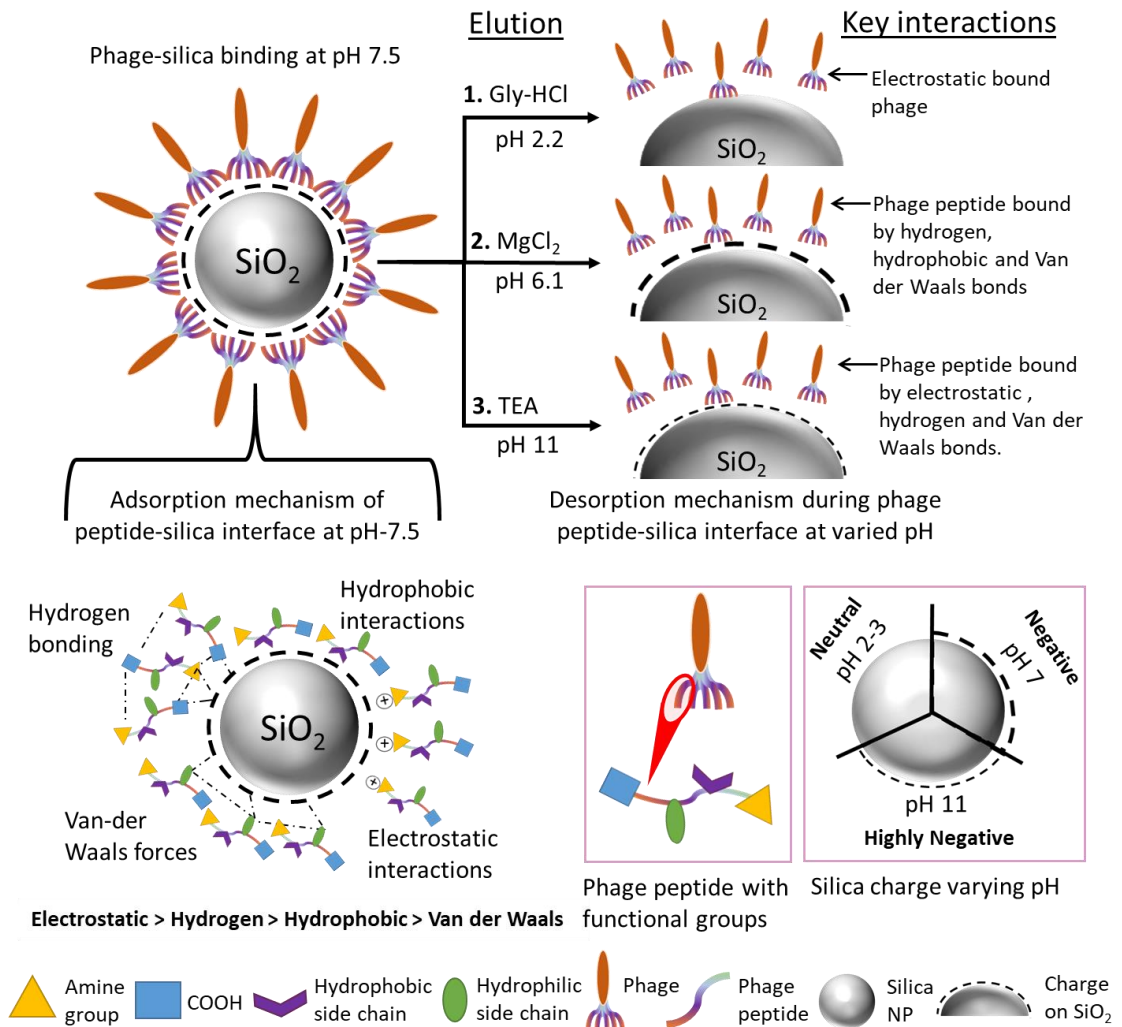 Elution
Key interactions
Phage-silica binding at pH 7.5
SiO₂
1. Gly-HCl
pH 2.2
SiO₂
Electrostatic bound
phage
2. MgCl₂
pH 6.1
SiO₂
Phage peptide bound
by hydrogen,
hydrophobic and Van
der Waals bonds
3. TEA
pH 11
SiO₂
Phage peptide bound
by electrostatic ,
hydrogen and Van der
Waals bonds.
Adsorption mechanism of
peptide-silica interface at pH-7.5
Desorption mechanism during phage
peptide-silica interface at varied pH
Hydrogen
bonding
Hydrophobic
interactions
SiO₂
+
+
+
Van-der
Waals forces
Electrostatic
interactions
Electrostatic > Hydrogen > Hydrophobic > Van der Waals
Phage peptide with
functional groups
Neutral
pH 2-3
Negative
pH 7
pH 11
Highly Negative
Silica charge varying pH
Amine
group
COOH
Hydrophobic
side chain
Hydrophilic
side chain
Phage
Phage
peptide
Silica
NP
Charge
on SiO₂